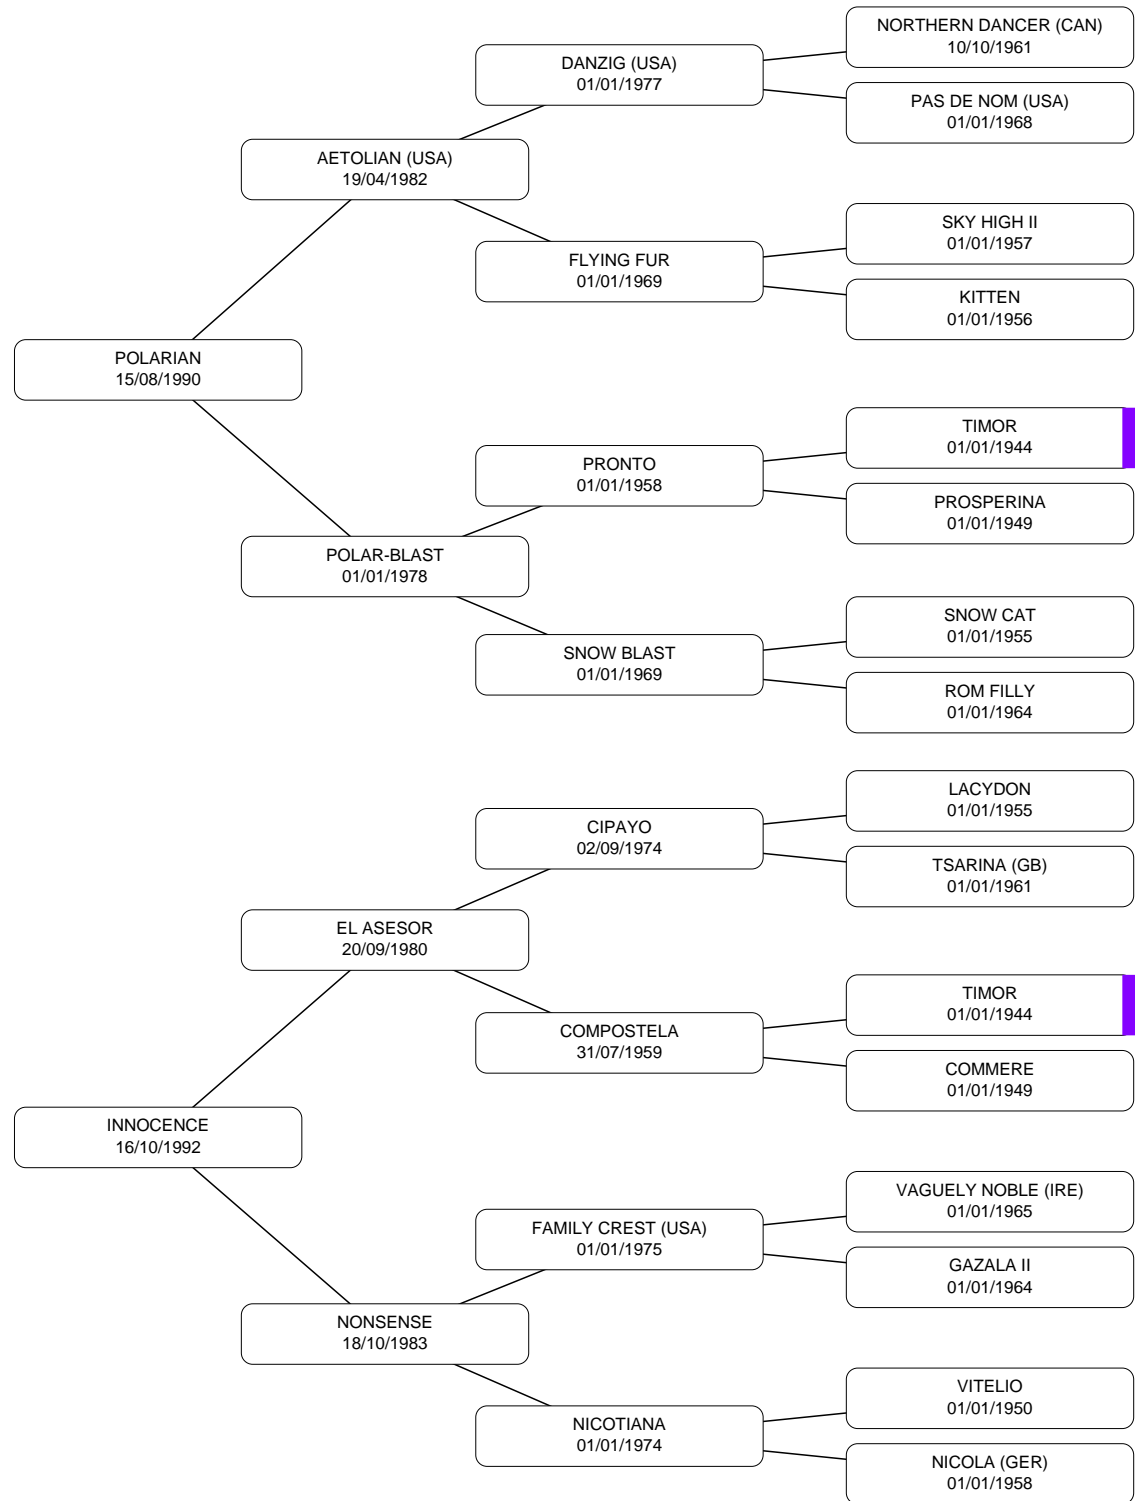 NORTHERN DANCER (CAN)
10/10/1961
DANZIG (USA)
01/01/1977
PAS DE NOM (USA)
01/01/1968
AETOLIAN (USA)
19/04/1982
SKY HIGH II
01/01/1957
FLYING FUR
01/01/1969
KITTEN
01/01/1956
POLARIAN
15/08/1990
TIMOR
01/01/1944
PRONTO
01/01/1958
PROSPERINA
01/01/1949
POLAR-BLAST
01/01/1978
SNOW CAT
01/01/1955
SNOW BLAST
01/01/1969
ROM FILLY
01/01/1964
LACYDON
01/01/1955
CIPAYO
02/09/1974
TSARINA (GB)
01/01/1961
EL ASESOR
20/09/1980
TIMOR
01/01/1944
COMPOSTELA
31/07/1959
COMMERE
01/01/1949
INNOCENCE
16/10/1992
VAGUELY NOBLE (IRE)
01/01/1965
FAMILY CREST (USA)
01/01/1975
GAZALA II
01/01/1964
NONSENSE
18/10/1983
VITELIO
01/01/1950
NICOTIANA
01/01/1974
NICOLA (GER)
01/01/1958